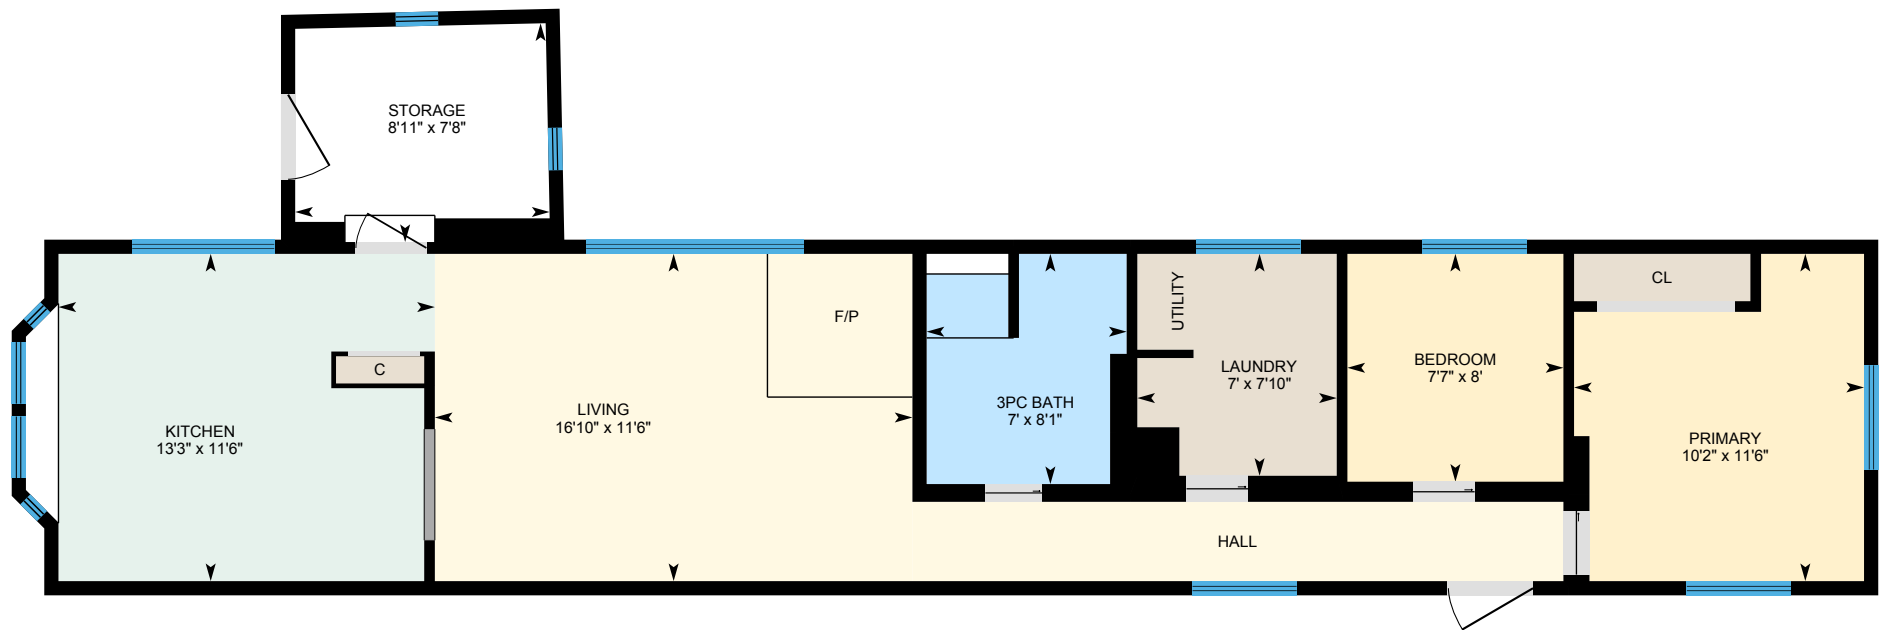 STORAGE
8'11" x 7'8"
KITCHEN
13'3" x 11'6"
C
LIVING
16'10" x 11'6"
F/P
3PC BATH
7' x 8'1"
UTILITY
LAUNDRY
7' x 7'10"
BEDROOM
7'7" x 8'
CL
PRIMARY
10'2" x 11'6"
HALL